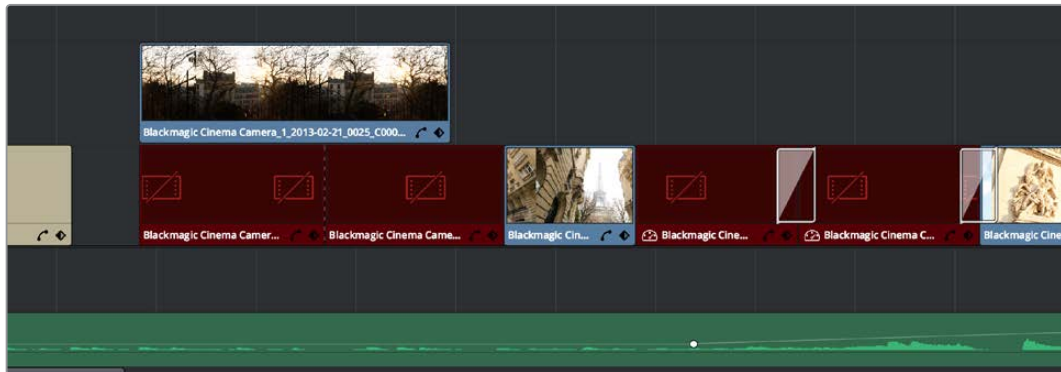 Blackmagic Cinema Camera_1_2013-02-21_0025_C000...
Blackmagic Cinema Camer...
Blackmagic Cinema Came...
Blackmagic Cin...
Blackmagic Cine...
Blackmagic Cinema C...
Blackmagic Cine